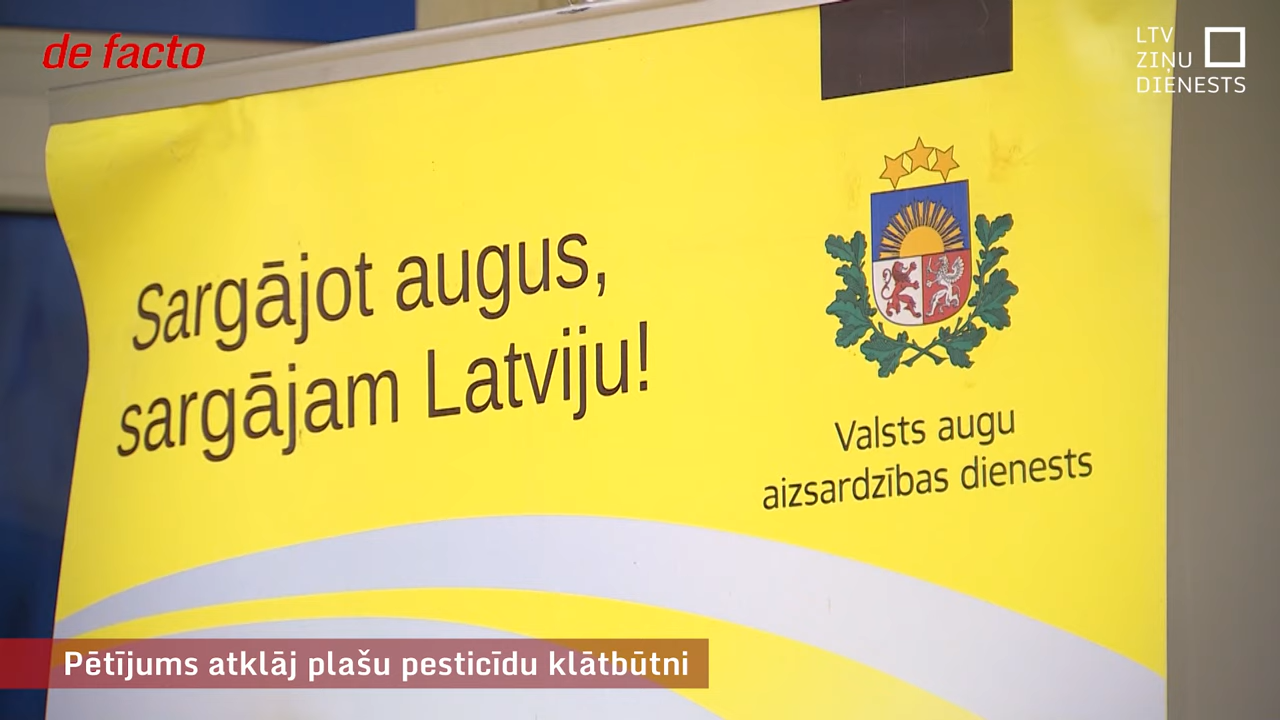 de facto
LTV
ZIŅU
DIENESTS
Sargājot augus,
sargājam Latviju!
Valsts augu
aizsardzības dienests
Pētījums atklāj plašu pesticīdu klātbūtni